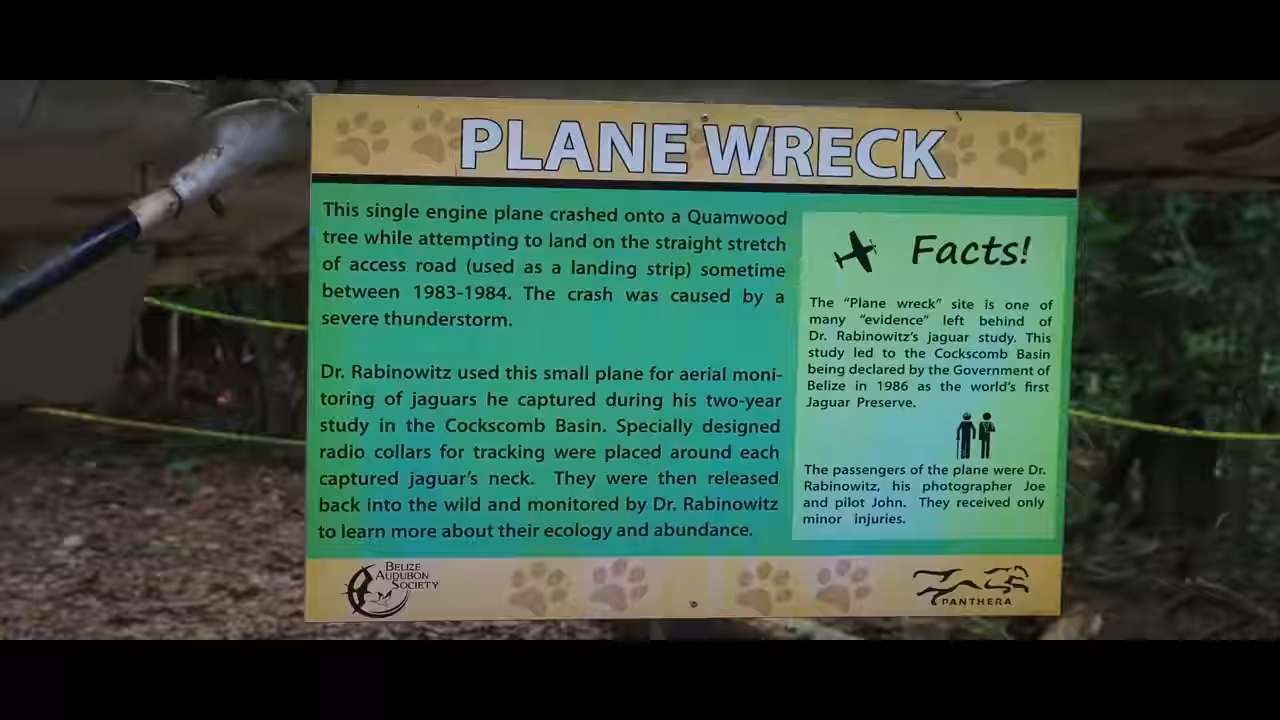 PLANE WRECK
This single engine plane crashed onto a Quamwood
tree while attempting to land on the straight stretch
of access road (used as a landing strip) sometime
between 1983-1984. The crash was caused by a
severe thunderstorm.
Dr. Rabinowitz used this small plane for aerial moni-
toring of jaguars he captured during his two-year
study in the Cockscomb Basin. Specially designed
radio collars for tracking were placed around each
captured jaguar's neck. They were then released
back into the wild and monitored by Dr. Rabinowitz
to learn more about their ecology and abundance.
Facts!
The "Plane wreck" site is one of
many "evidence" left behind of
Dr. Rabinowitz's jaguar study. This
study led to the Cockscomb Basin
being declared by the Government of
Belize in 1986 as the world's first
Jaguar Preserve.
The passengers of the plane were Dr.
Rabinowitz, his photographer Joe
and pilot John. They received only
minor injuries.
BELIZE
AUDUBON
SOCIETY
PANTHERA